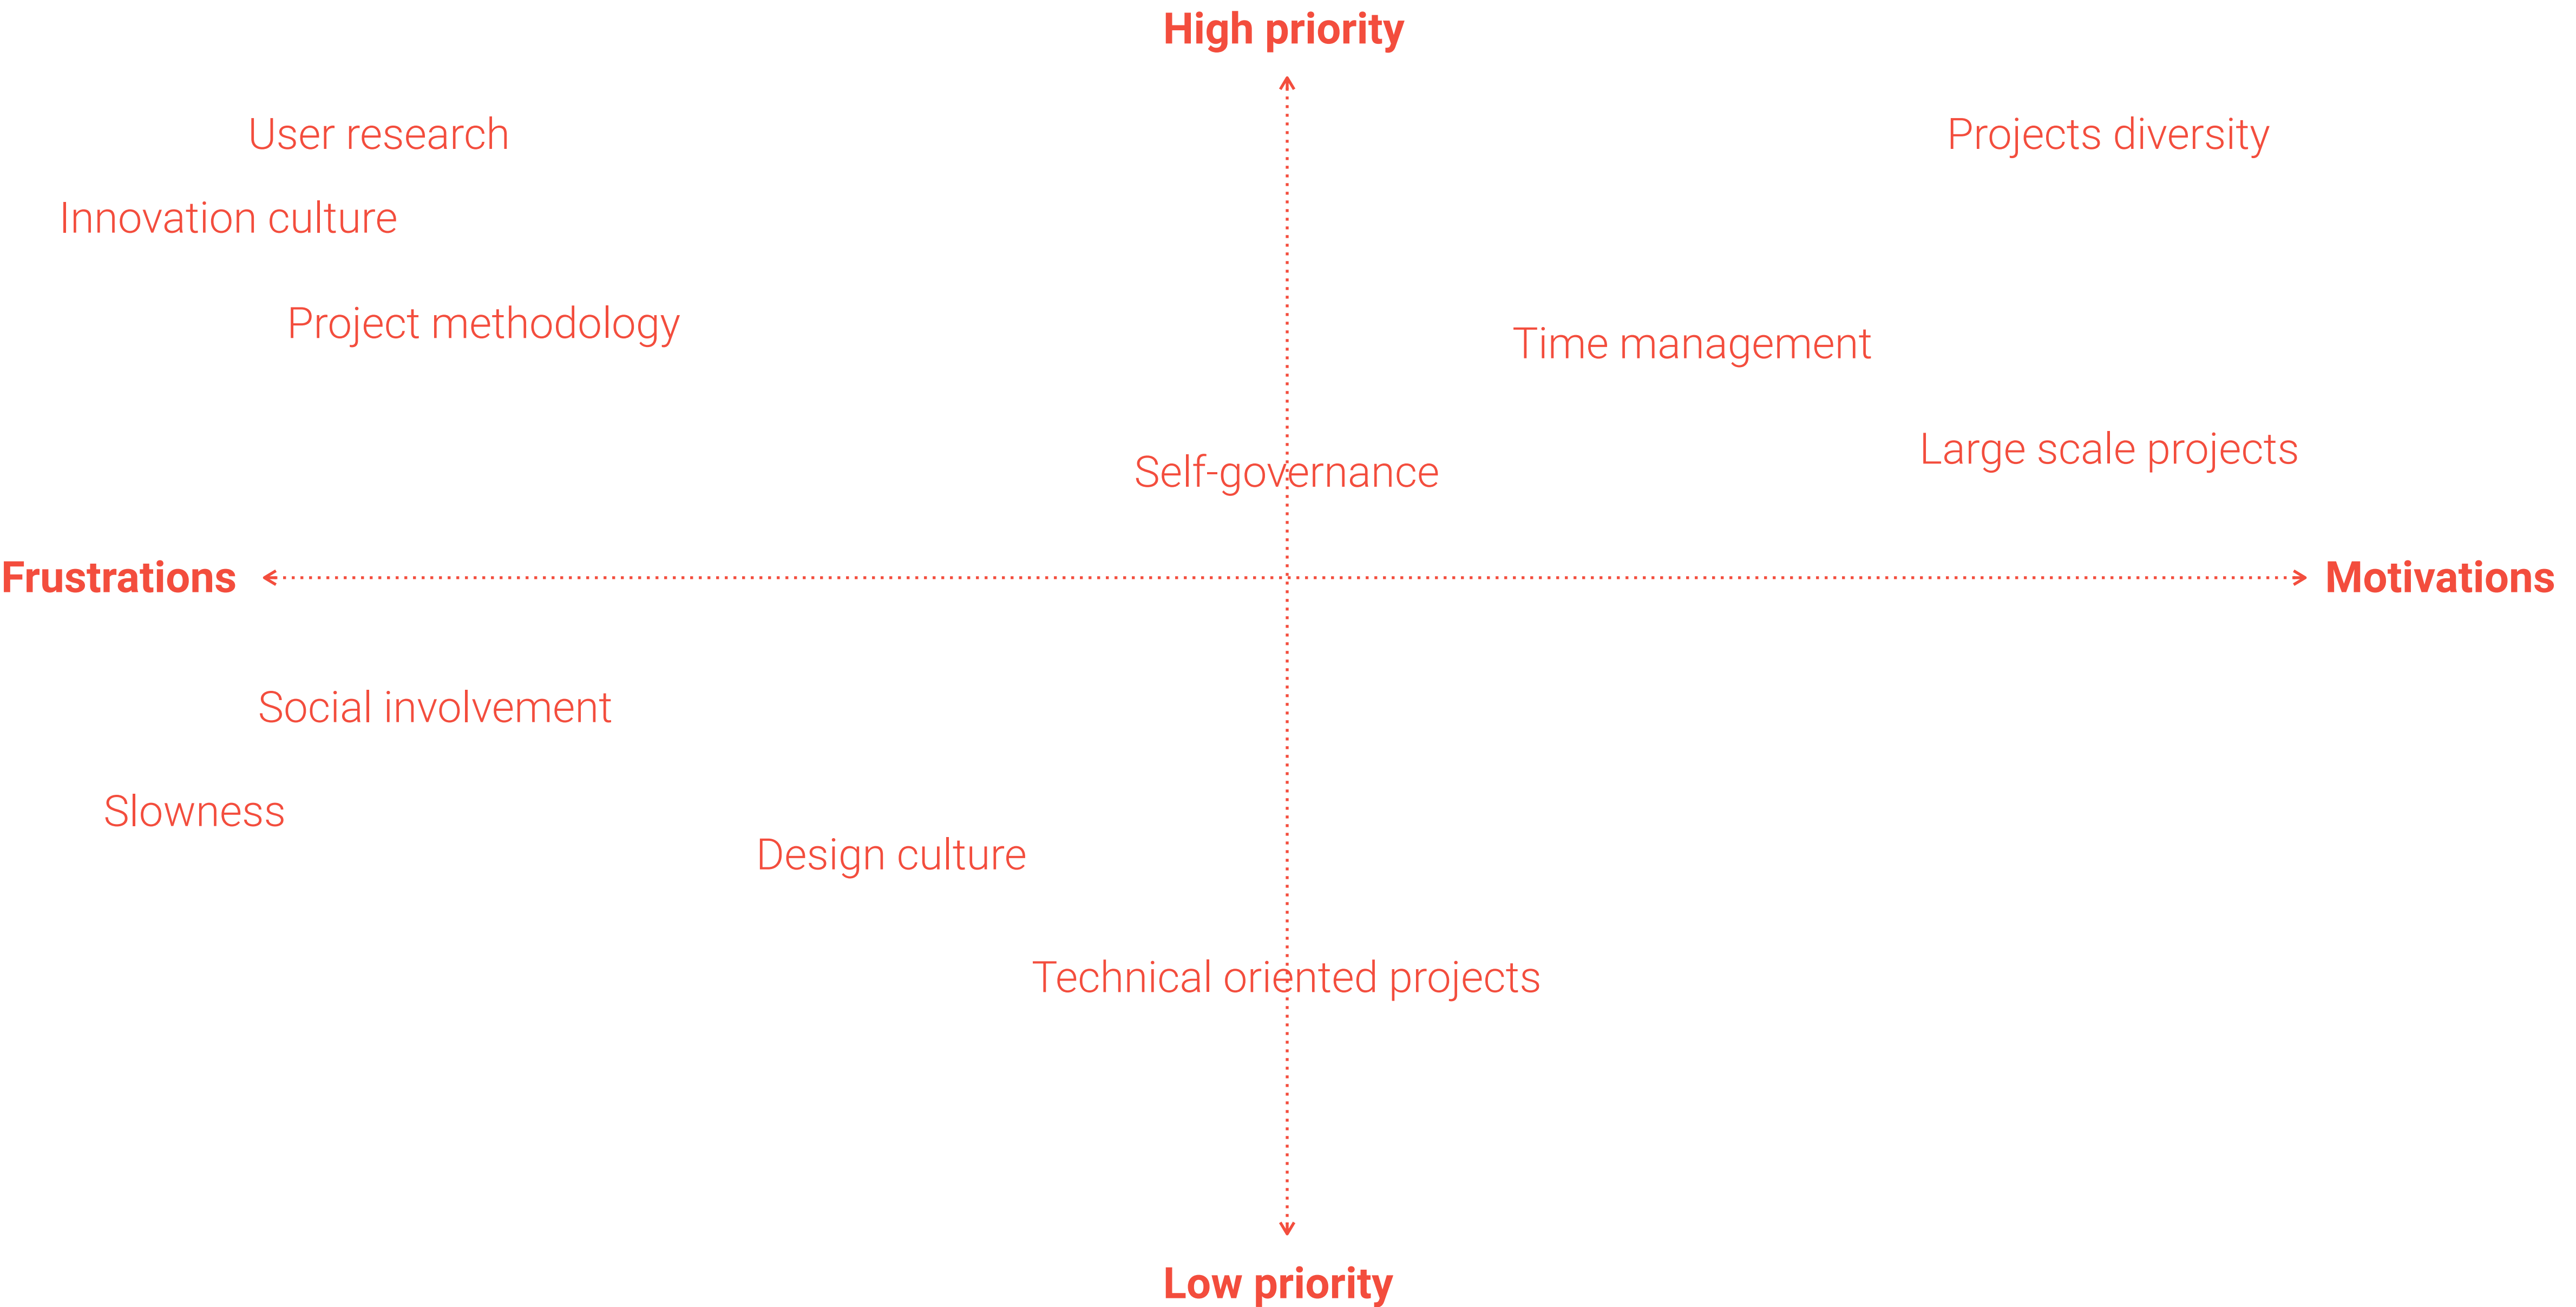 High priority
User research
Projects diversity
Innovation culture
Project methodology
Time management
Large scale projects
Self-governance
Frustrations
Motivations
Social involvement
Slowness
Design culture
Technical oriented projects
Low priority